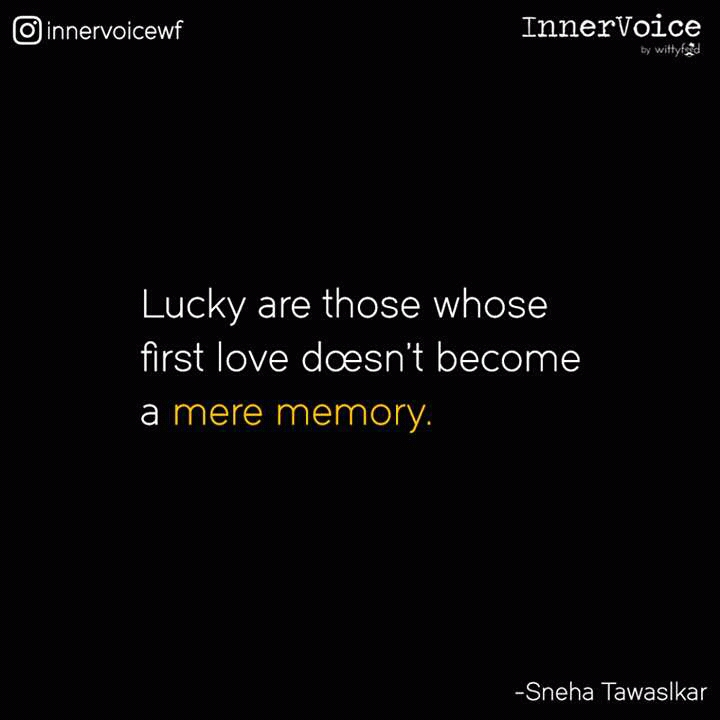 innervoicewf
InnerVoice
by wittyfeed
Lucky are those whose
first love dœsn't become
a mere memory.
-Sneha Tawaslkar